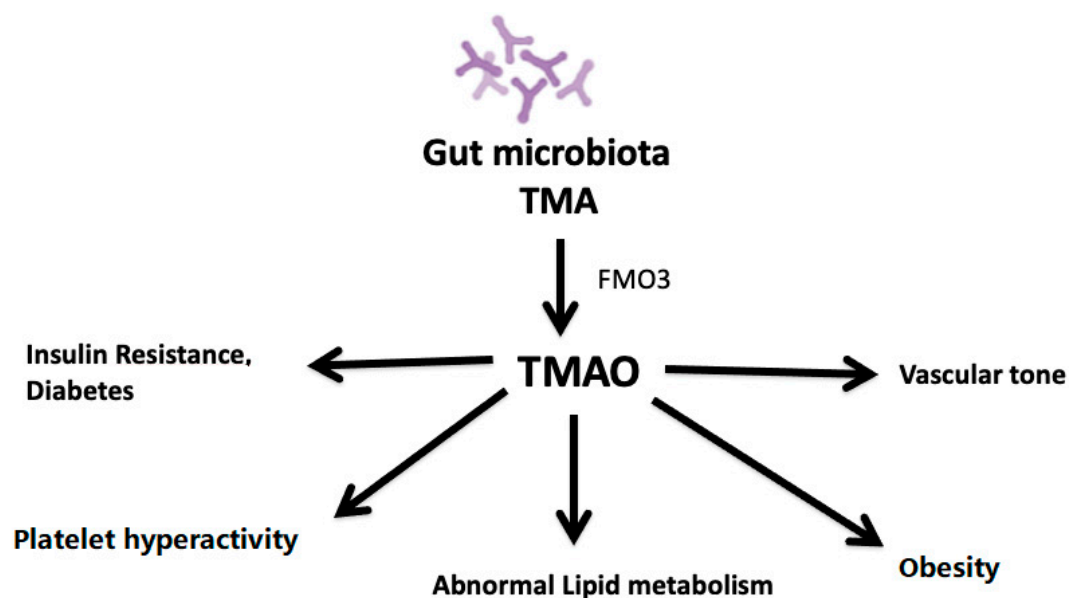 Gut microbiota
TMA
FMO3
Insulin Resistance,
Diabetes
TMAO
Vascular tone
Platelet hyperactivity
Abnormal Lipid metabolism
Obesity